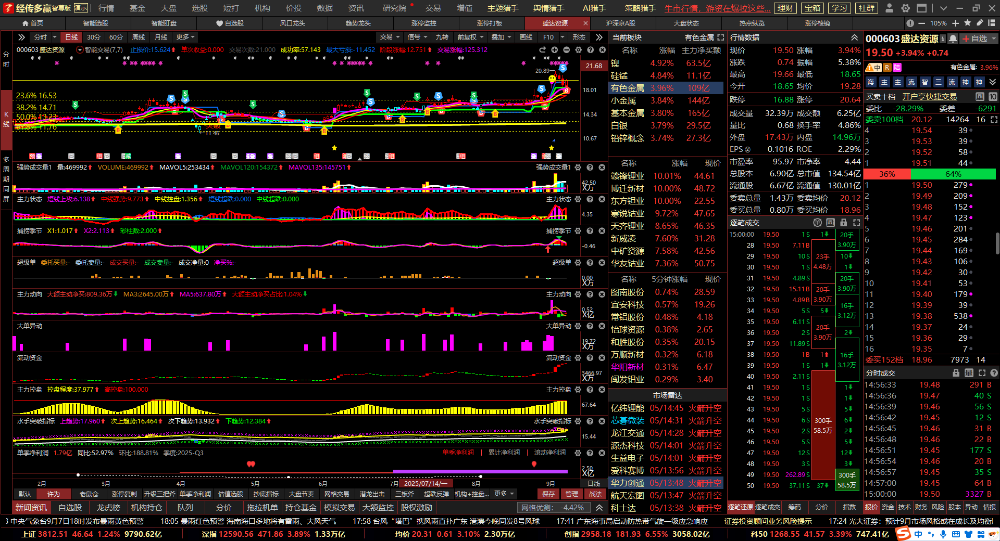 经传多赢 智尊版 演示 行情 基金 大盘 选股 短打 机构 价投 数据 资讯 研究院 交易 增值 主题猎手 舆情猎手 AI猎手 策略猎手 牛市行情，游资在爆拉这些... 理财 宝箱 学习 社群
首页 智能选股 智能盯盘 自选股 风口龙头 趋势龙头 涨停监控 涨停打板 盛达资源 沪深京A股 大盘状态 热点纵览 涨停棱镜 105%
分时 日线 30分 60分 周线 月线 更多 交易 信号 九转 前复权 叠加 画线 F10 形态
000603 盛达资源 智能交易(7,7) 止损价:15.624 单次收益:0.000 交易次数:21.000 成功率:57.143 最大亏损:-11.452 阶段涨幅:12.751 交易涨幅:125.312
分时
K线
多周期同屏
21.68
20.89
18.01
14.34
10.67
23.6% 16.53
38.2% 14.71
50.0% 13.23
61.8% 11.76
11.46
强势成交量1 量:469992 VOLUME:469992 MAVOL5:253434 MAVOL120:154372 MAVOL135:145751 强势成交量1
42.50
X万
主力状态 短线上攻:6.138 中线强势:9.773 中线控盘:1.356 短线超跌:0.000 中线超跌:0.000 主力状态
4.35
捕捞季节 X1:1.017 X2:2.113 彩柱数:2.000 捕捞季节
-0.46
超级单 委托买量:- 委托卖量:- 成交买量:- 成交卖量:- 成交净量:0 净买%:- 超级单
0.00
X万
主力动向 大额主动净买:809.36万 MA3:2645.00万 MA5:637.80万 大额主动净买占比:1.04% 主力动向
0.52
X亿
大单异动 大单异动
19.72
X万
流动资金 流动资金
3466.97
X万
主力控盘 控盘程度:37.977 高控盘:100.000 主力控盘
67.64
水手突破指标 上趋势:17.960 次上趋势:16.464 次下趋势:13.932 下趋势:12.384 水手突破指标
15.44
单季净利润 1.79亿 同比:52.97% 环比:188.81% 季度:2025-Q3 单季净利润 累计净利润 滚动净利润
2.50
X亿
2月 3月 4月 5月 6月 7月 2025/07/14/一 8月 9月 日线
默认 许为 老鼠仓 涨停复制 升级三把斧 单季净利润 估值选股 抄底指标 大盘节奏 网格交易 潜龙出击 三板斧 超跌反弹 机构+控盘... 更多 保存 管理 战法
新闻资讯 自选股 龙虎榜 机构持仓 队列 分价 拖拉机单 持仓基金 模拟交易 大额监控 股权激励 网格优测: -4.42%
当前板块 有色金属
名称 涨幅 主力净买额
镍 4.92% 63.5亿
硅锰 4.84% 11.1亿
有色金属 3.96% 109亿
小金属 3.84% 144亿
基本金属 3.80% 165亿
白银 3.79% 29.5亿
铅锌概念 3.74% 27.3亿
名称 涨幅 现价
赣锋锂业 10.01% 44.61
博迁新材 10.00% 48.72
东方钽业 10.00% 22.55
寒锐钴业 9.72% 47.65
天齐锂业 8.65% 46.35
新威凌 7.60% 31.28
中矿资源 7.58% 42.56
华友钴业 7.36% 50.75
名称 5分钟涨幅 现价
图南股份 0.74% 28.59
宜安科技 0.57% 19.26
常铝股份 0.48% 4.18
怡球资源 0.38% 2.65
和胜股份 0.35% 20.15
万顺新材 0.32% 6.18
华阳新材 0.31% 6.47
闽发铝业 0.29% 3.40
市场雷达
亿纬锂能 05/14:45 火箭升空
芯碁微装 05/14:31 火箭升空
龙江交通 05/14:28 火箭升空
源杰科技 05/14:01 火箭升空
生益电子 05/14:01 火箭升空
爱科赛博 05/13:56 火箭升空
华力创通 05/13:48 火箭升空
航天宏图 05/13:47 火箭升空
科士达 05/13:38 火箭升空
行情数据
现价 19.50 涨幅 3.94%
涨跌 0.74 振幅 5.38%
最高 19.66 最低 18.65
今开 18.65 均价 19.28
跌停 16.88 涨停 20.64
成交量 32.39万 成交额 6.25亿
量比 0.68 换手率 4.86%
外盘 17.43万 内盘 14.96万
EPS② 0.1016 ROE 2.29%
市盈率 95.97 市净率 4.44
总股本 6.90亿 总市值 134.54亿
流通股 6.67亿 流通值 130.01亿
委卖总量 1.43万 委卖均价 20.12
委买总量 0.80万 委买均价 18.96
逐笔成交
15:00:00 19.50 1 S 1
28 19.50 7.11 B
29 19.50 10 S 10
30 19.50 1 S 1
31 19.50 4.89 S
32 19.50 15.11 B
33 19.50 4.89 B
34 19.50 5 S 5
35 19.50 6.11 S
36 19.50 2 S 2
37 19.50 11.89 S
38 19.50 1 B 1
39 19.50 1 S 1
40 19.50 2.11 S
41 19.50 1 S 1
42 19.50 1 S 1
43 19.50 5 S 5
44 19.50 6 S 6
45 19.50 2 S 2
46 19.50 5 S 5
47 19.50 12 S 12
48 19.50 3 S 3
49 19.50 262.89 S
50 19.50 37.11 S 37
23手
4.48万
20手
3.90万
20手
3.90万
300手
58.5万
20手
3.90万
20手
3.90万
16手
3.12万
16手
3.12万
300手
58.5万
逐笔还原 逐笔成交 筹码 分价 指数
000603 盛达资源 自选
19.50 +3.94% +0.74
中 R 陆 有色金属: 3.96%
海 主 主 流 智 三 流 神 神
买卖十档 开户享快捷交易 10
委比 -28.29% 委差 -6291
委卖100档 20.12 14264 16
4 19.54 39
3 19.53 39
2 19.52 58
1 19.51 44
36% 64%
1 19.50 279
2 19.49 209
3 19.48 152
4 19.47 123
5 19.46 201
6 19.45 284
7 19.44 169
8 19.43 106
9 19.42 30
10 19.41 53
11 19.40 179
12 19.39 39
13 19.38 538
14 19.37 24
15 19.36 29
16 19.35 7
委买152档 18.96 7973 14
分时成交
14:56:33 19.48 291 B
14:56:36 19.47 40 S
14:56:39 19.46 56 S
14:56:42 19.45 12 S
14:56:45 19.46 31 B
14:56:48 19.46 22 B
14:56:51 19.45 177 S
14:56:54 19.46 20 B
14:56:57 19.45 35 S
14:57:00 19.45 64 B
15:00:00 19.50 3327 B
报价 资金 技术 财务 风险 股本 异动 情报
3 中央气象台9月7日18时发布暴雨黄色预警 18:05 暴雨红色预警 海南海口多地将有雷雨、大风天气 17:58 台风“塔巴”携风雨直扑广东 港澳今晚同发8号风球 17:41 广东海事局启动防热带气旋一级应急响应 证券投资顾问业务风险提示 17:24 光大证券：预计9月市场风格或在成长及均衡
上证 3812.51 46.64 1.24% 9790.62亿 深指 12590.56 471.86 3.89% 1.33万亿 均价 20.31 0.61 3.10% 2.30万亿 创指 2958.18 181.93 6.55% 3058.02亿 科50 1268.55 41.57 3.39% 747.41亿 中